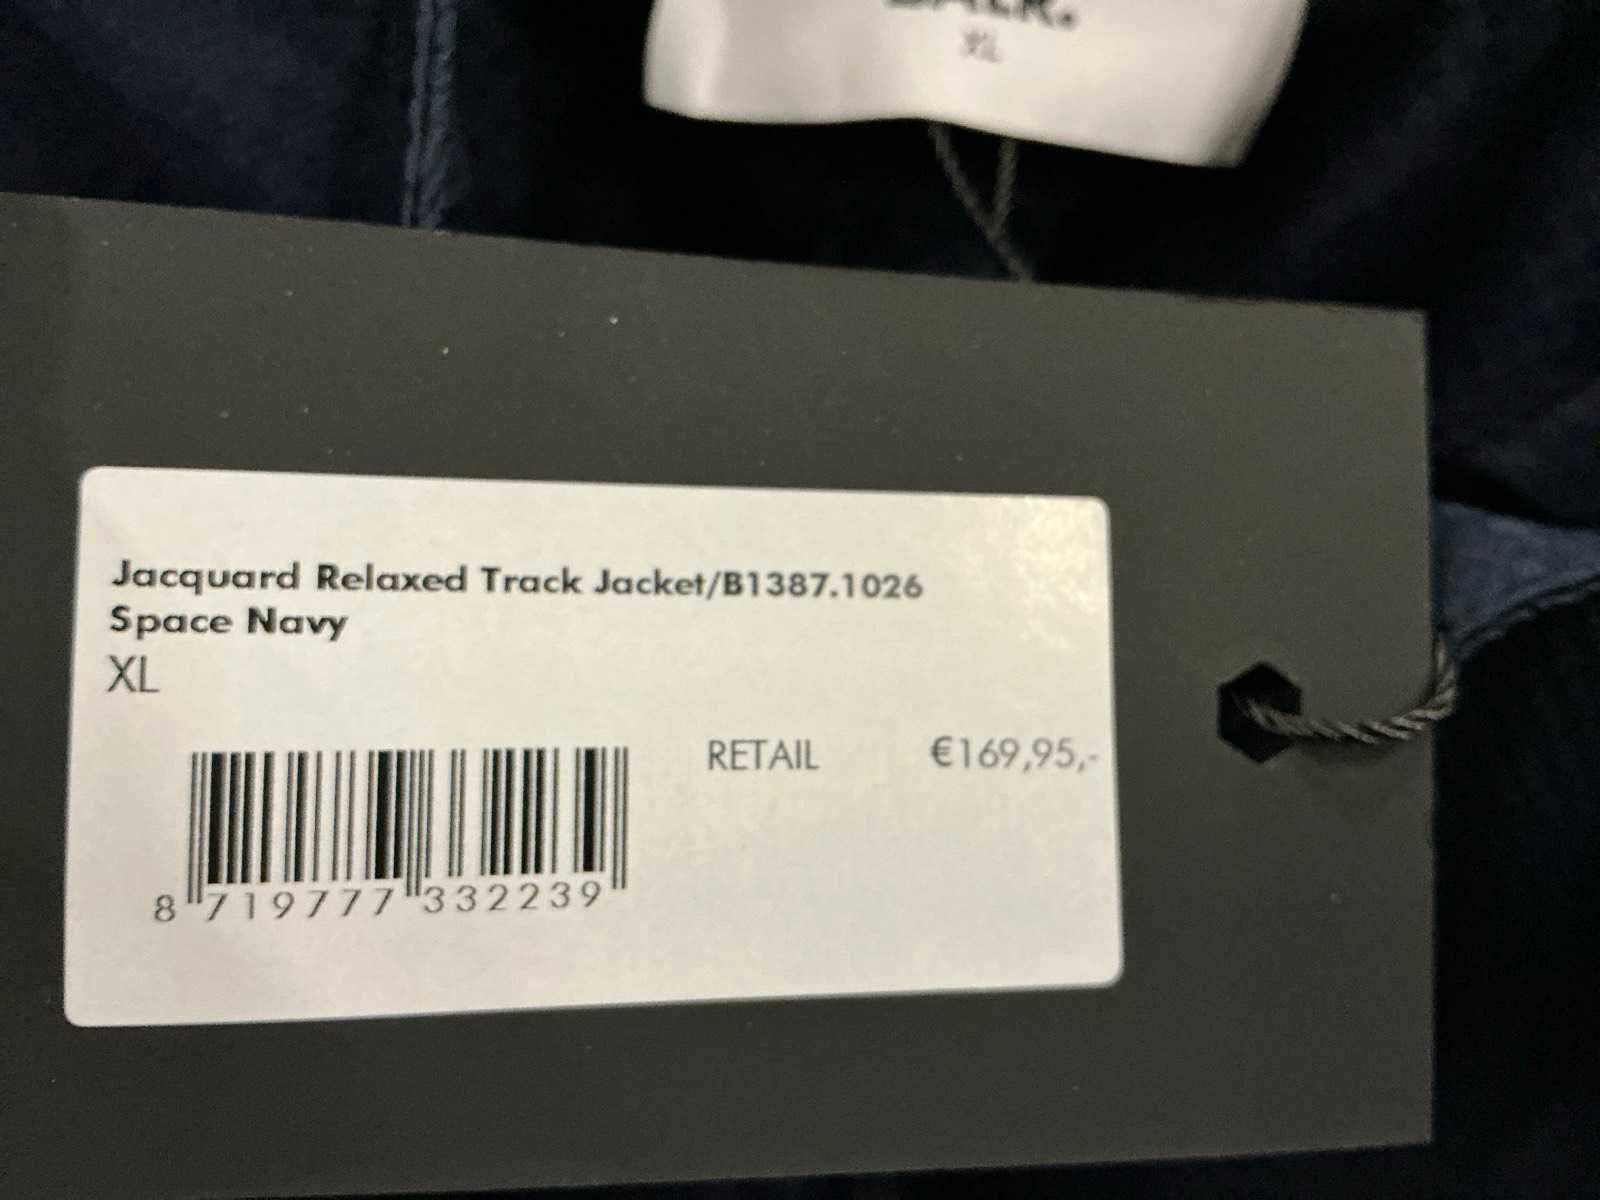 XL
Jacquard Relaxed Track Jacket/B1387.1026
Space Navy
XL
RETAIL €169,95,-
8 719777 332239